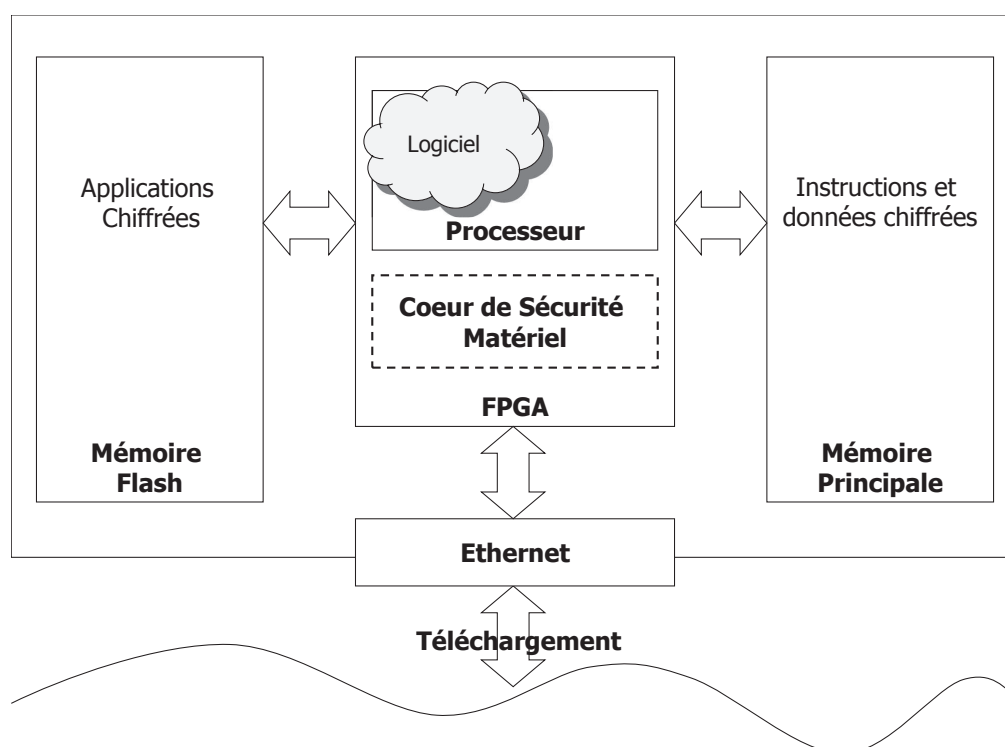 Applications
Chiffrées
Mémoire
Flash
Logiciel
Processeur
Coeur de Sécurité
Matériel
FPGA
Instructions et
données chiffrées
Mémoire
Principale
Ethernet
Téléchargement